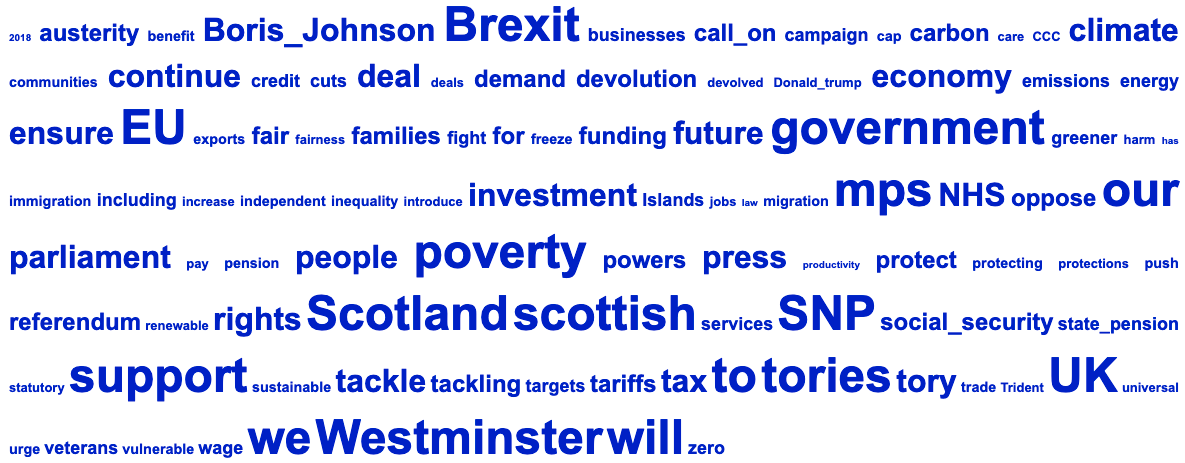 2018 austerity benefit Boris_Johnson Brexit businesses call_on campaign cap carbon care CCC climate
communities continue credit cuts deal deals demand devolution devolved Donald_trump economy emissions energy
ensure EU exports fair fairness families fight for freeze funding future government greener harm has
immigration including increase independent inequality introduce investment Islands jobs law migration mps NHS oppose our
parliament pay pension people poverty powers press productivity protect protecting protections push
referendum renewable rights Scotland scottish services SNP social_security state_pension
statutory support sustainable tackle tackling targets tariffs tax to tories tory trade Trident UK universal
urge veterans vulnerable wage we Westminster will zero